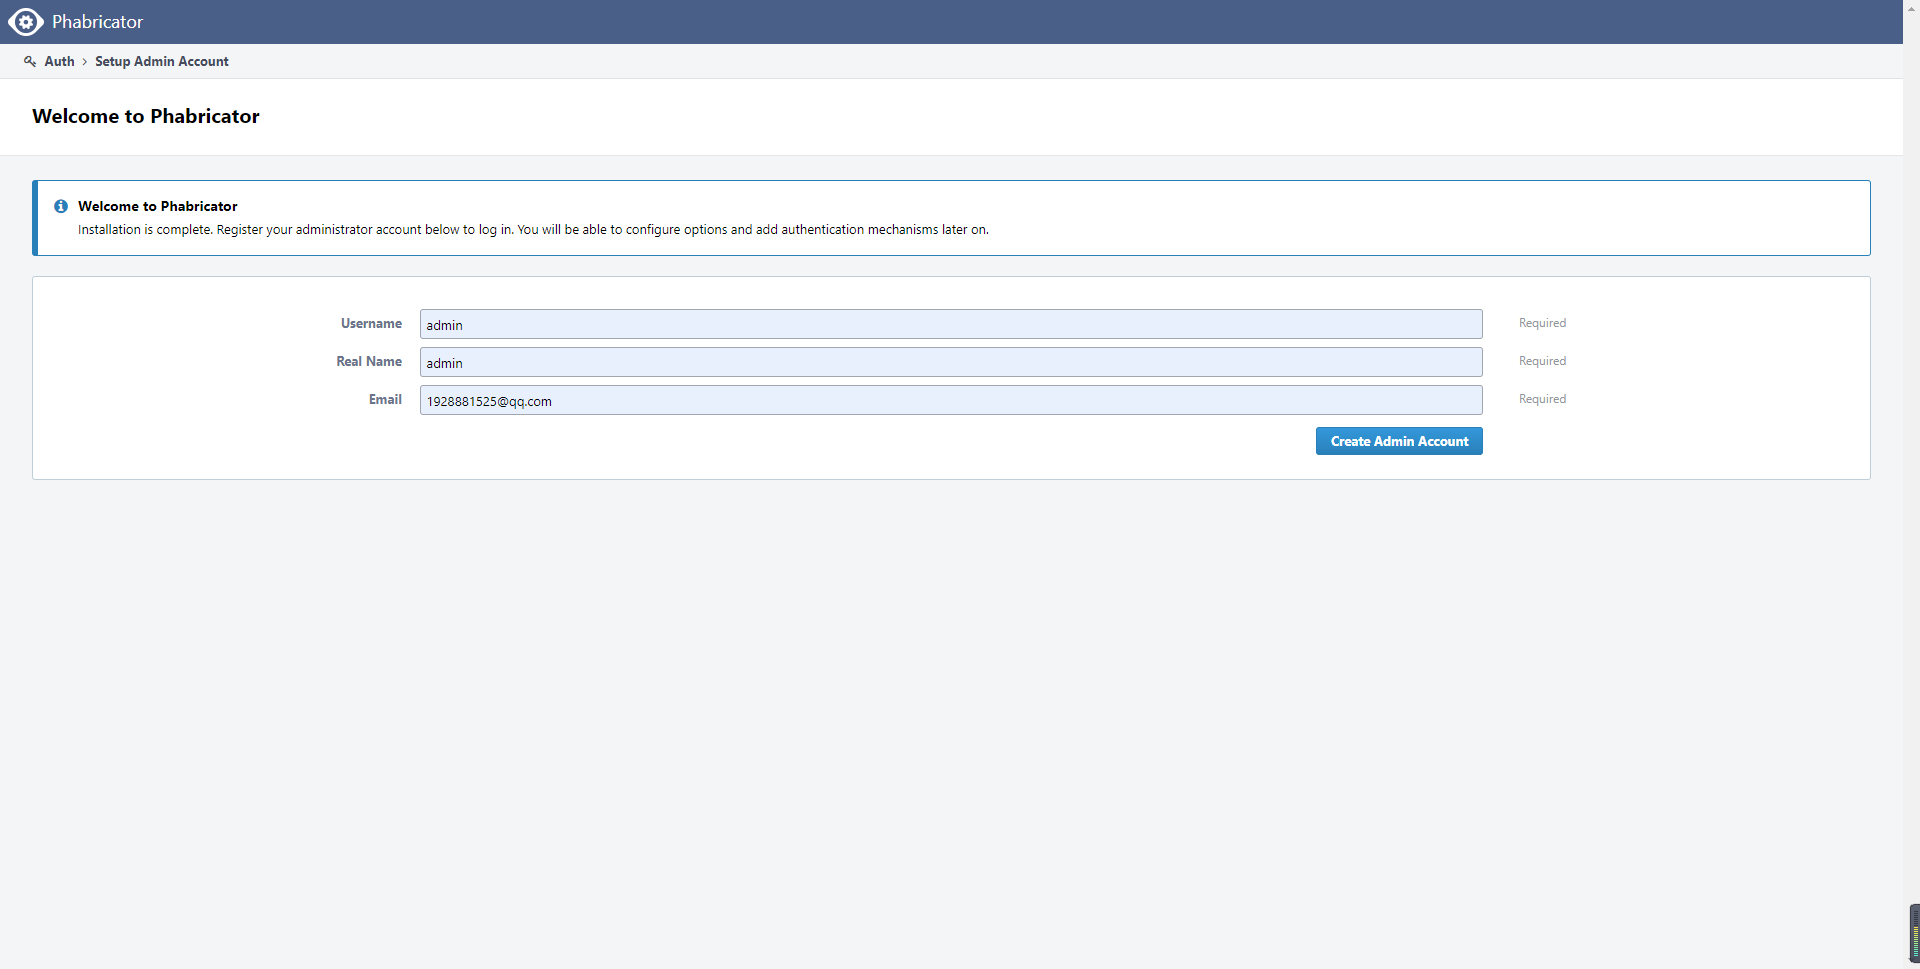 Phabricator
Auth > Setup Admin Account
Welcome to Phabricator
Welcome to Phabricator
Installation is complete. Register your administrator account below to log in. You will be able to configure options and add authentication mechanisms later on.
Username admin Required
Real Name admin Required
Email 1928881525@qq.com Required
Create Admin Account